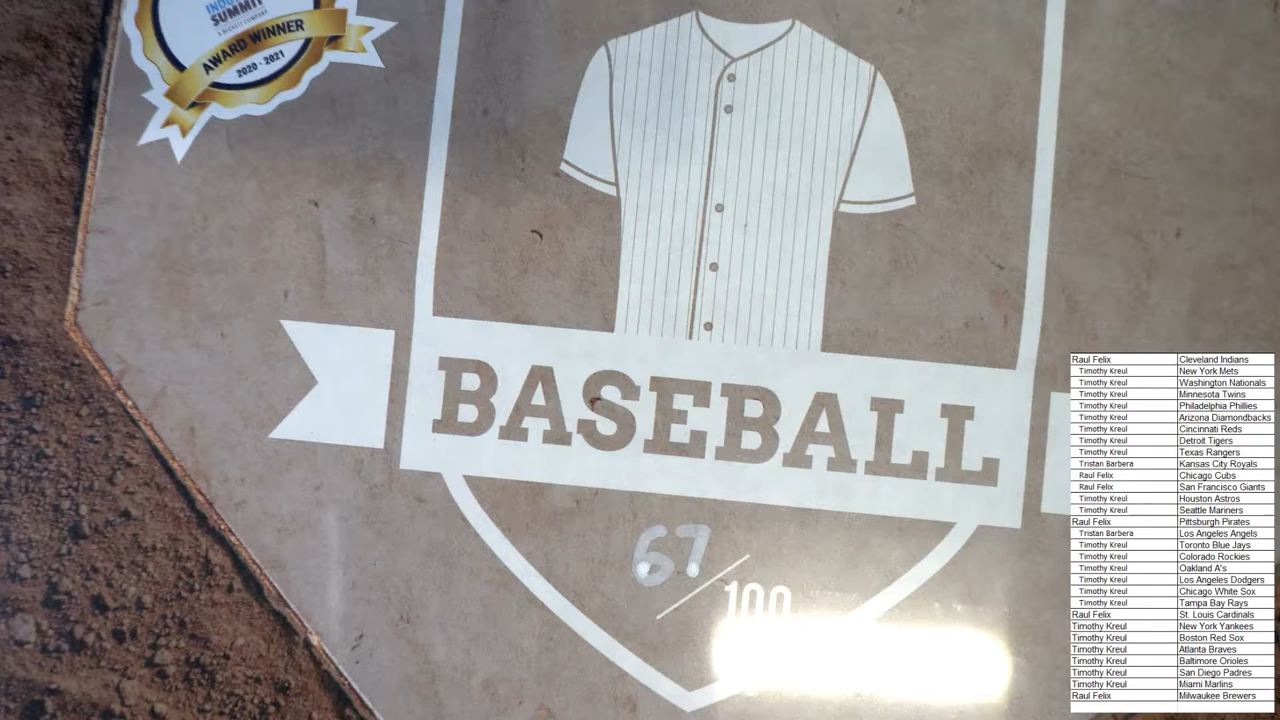 SUMMIT
A BECKETT COMPANY
AWARD WINNER
2020 - 2021
BASEBALL
67
/100
Raul Felix Cleveland Indians
Timothy Kreul New York Mets
Timothy Kreul Washington Nationals
Timothy Kreul Minnesota Twins
Timothy Kreul Philadelphia Phillies
Timothy Kreul Arizona Diamondbacks
Timothy Kreul Cincinnati Reds
Timothy Kreul Detroit Tigers
Timothy Kreul Texas Rangers
Tristan Barbera Kansas City Royals
Raul Felix Chicago Cubs
Raul Felix San Francisco Giants
Timothy Kreul Houston Astros
Timothy Kreul Seattle Mariners
Raul Felix Pittsburgh Pirates
Tristan Barbera Los Angeles Angels
Timothy Kreul Toronto Blue Jays
Timothy Kreul Colorado Rockies
Timothy Kreul Oakland A's
Timothy Kreul Los Angeles Dodgers
Timothy Kreul Chicago White Sox
Timothy Kreul Tampa Bay Rays
Raul Felix St. Louis Cardinals
Timothy Kreul New York Yankees
Timothy Kreul Boston Red Sox
Timothy Kreul Atlanta Braves
Timothy Kreul Baltimore Orioles
Timothy Kreul San Diego Padres
Timothy Kreul Miami Marlins
Raul Felix Milwaukee Brewers